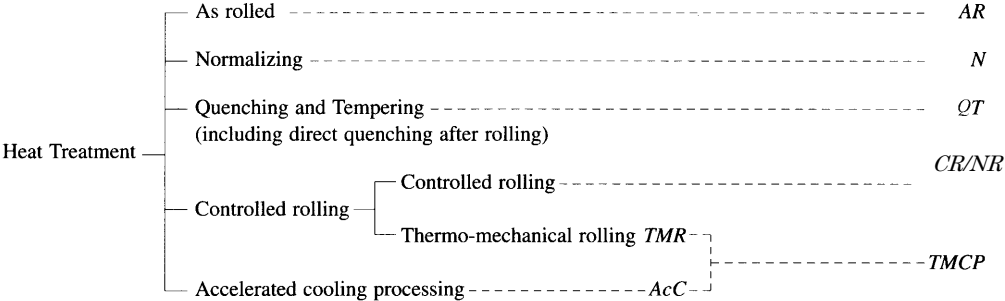 As rolled AR
Normalizing N
Quenching and Tempering QT
(including direct quenching after rolling)
Heat Treatment
CR/NR
Controlled rolling
Controlled rolling
Thermo-mechanical rolling TMR
TMCP
Accelerated cooling processing AcC